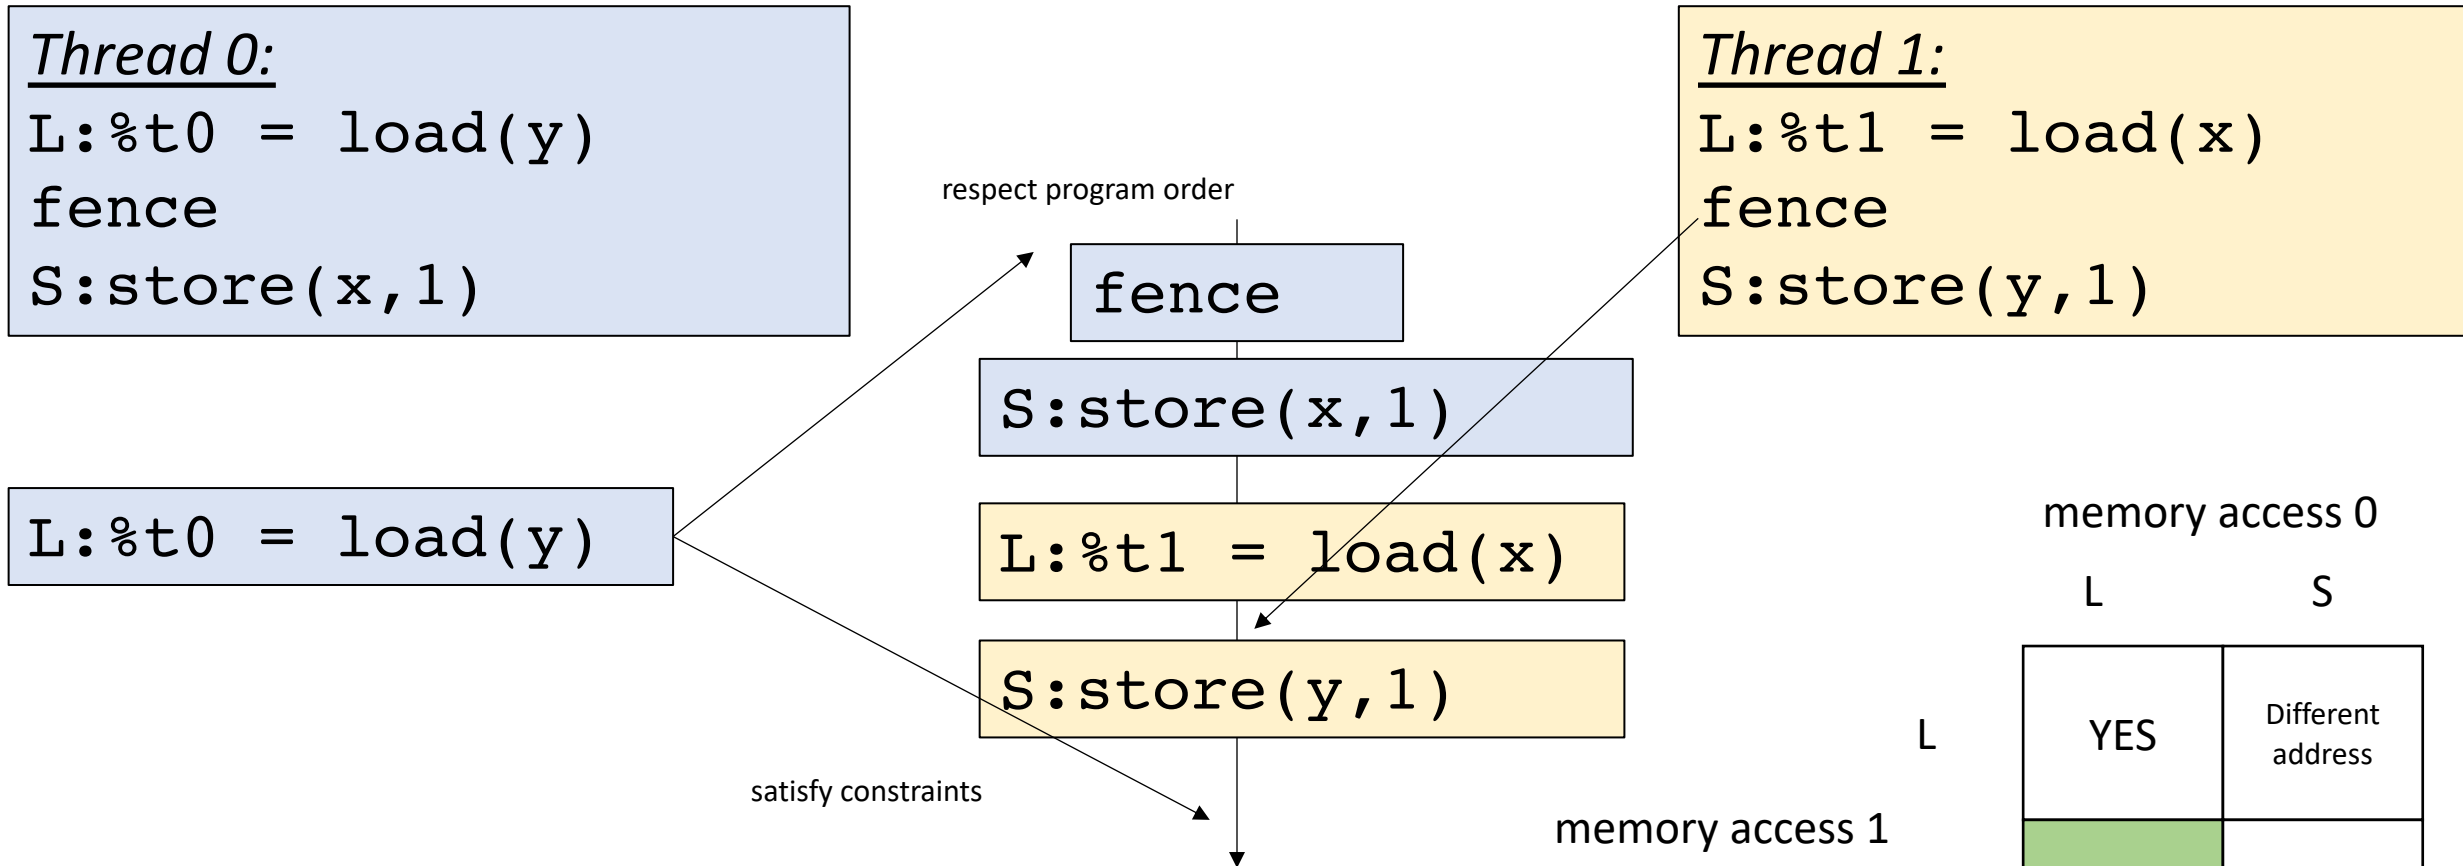 Thread 0:
L:%t0 = load(y)
fence
S:store(x,1)
Thread 1:
L:%t1 = load(x)
fence
S:store(y,1)
respect program order
fence
S:store(x,1)
L:%t0 = load(y)
L:%t1 = load(x)
S:store(y,1)
satisfy constraints
memory access 0
L S
L YES Different
address
memory access 1